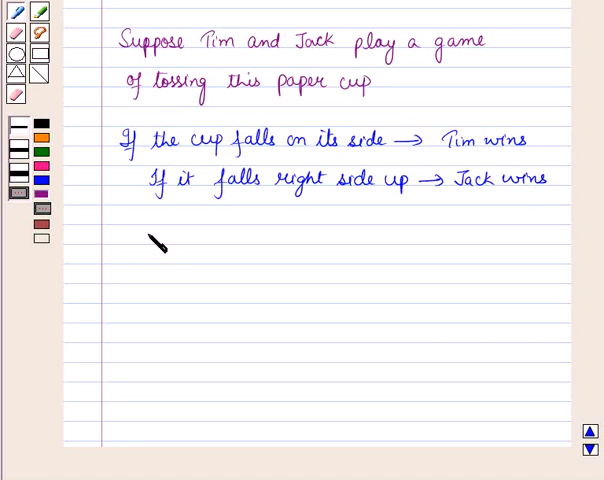 Suppose Tim and Jack play a game
of tossing this paper cup
If the cup falls on its side → Tim wins
If it falls right side up → Jack wins